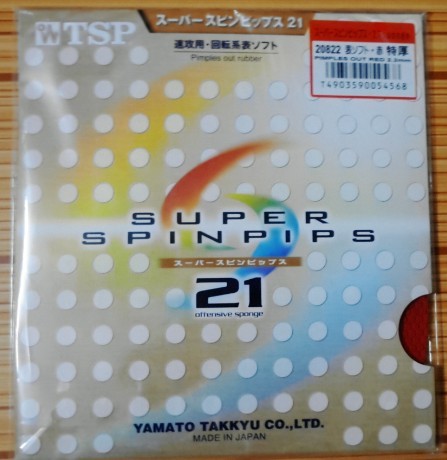 TSP
スーパースピンピップス 21
速攻用・回転系表ソフト
Pimples out rubber
20822 表ソフト・赤 特厚
PIMPLES OUT RED 2.2mm
T4903590054568
SUPER
SPINPIPS
スーパースピンピップス
21
offensive sponge
YAMATO TAKKYU CO.,LTD.
MADE IN JAPAN